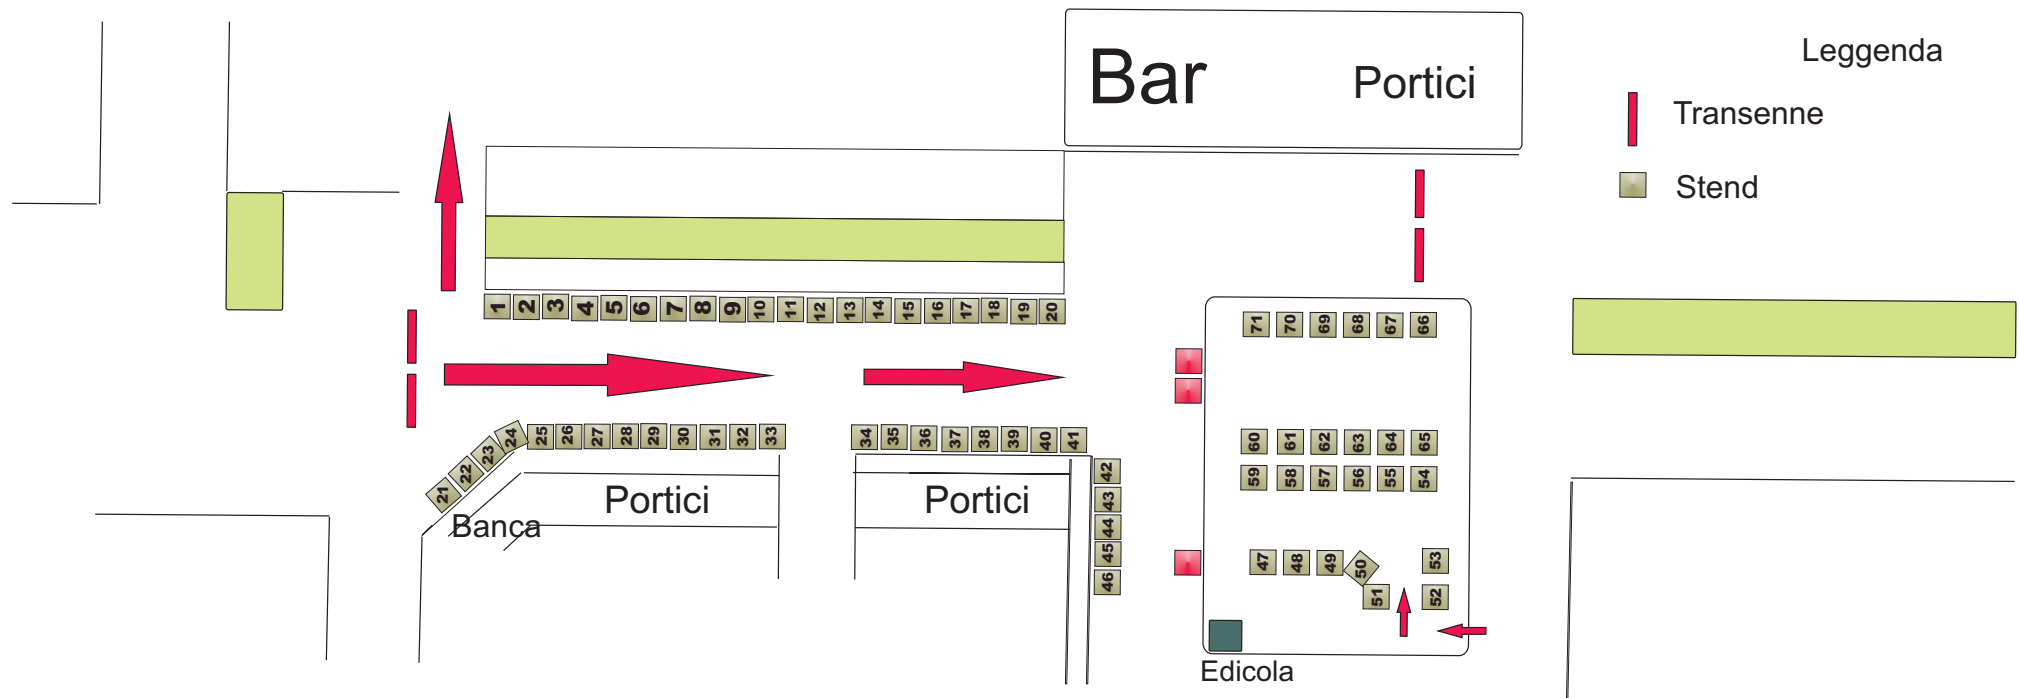 Bar
Portici
Leggenda
Transenne
Stend
1 2 3 4 5 6 7 8 9 10 11 12 13 14 15 16 17 18 19 20
71 70 69 68 67 66
21 22 23 24 25 26 27 28 29 30 31 32 33
34 35 36 37 38 39 40 41
60 61 62 63 64 65
59 58 57 56 55 54
42
43
44
45
46
Banca
Portici
Portici
47 48 49 50 51
53
52
Edicola